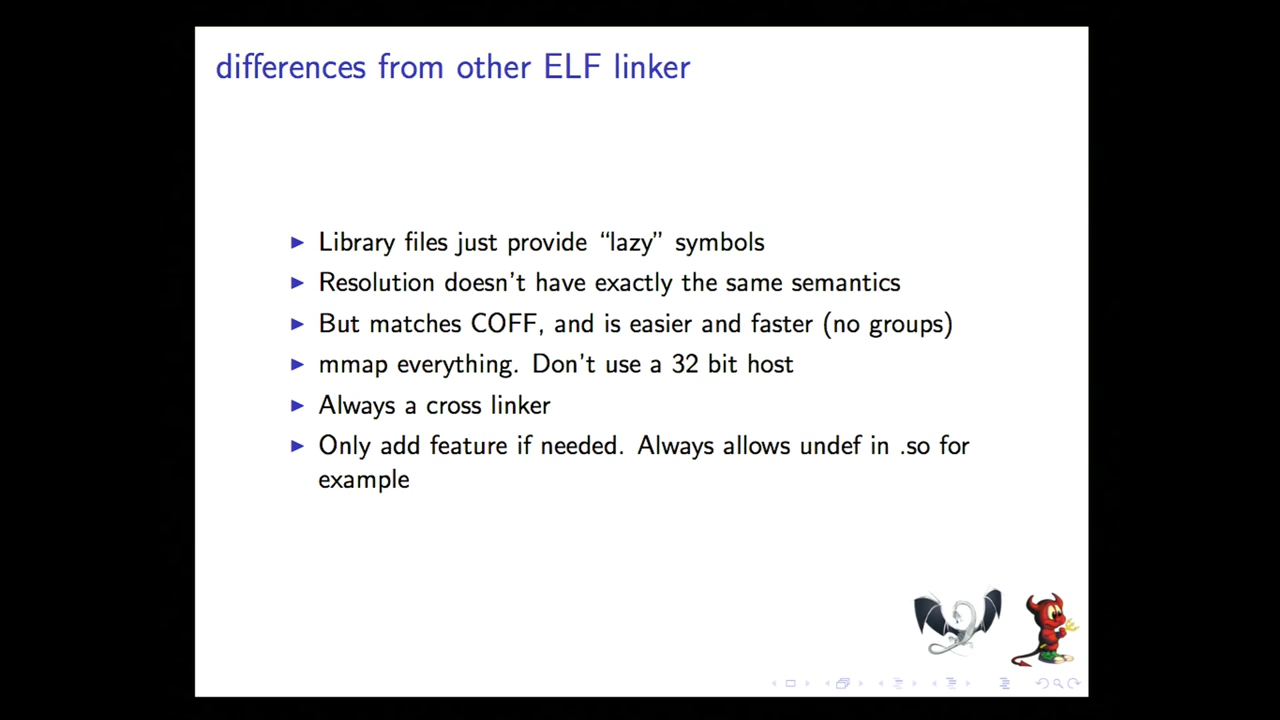 differences from other ELF linker
Library files just provide “lazy” symbols
Resolution doesn’t have exactly the same semantics
But matches COFF, and is easier and faster (no groups)
mmap everything. Don’t use a 32 bit host
Always a cross linker
Only add feature if needed. Always allows undef in .so for
example